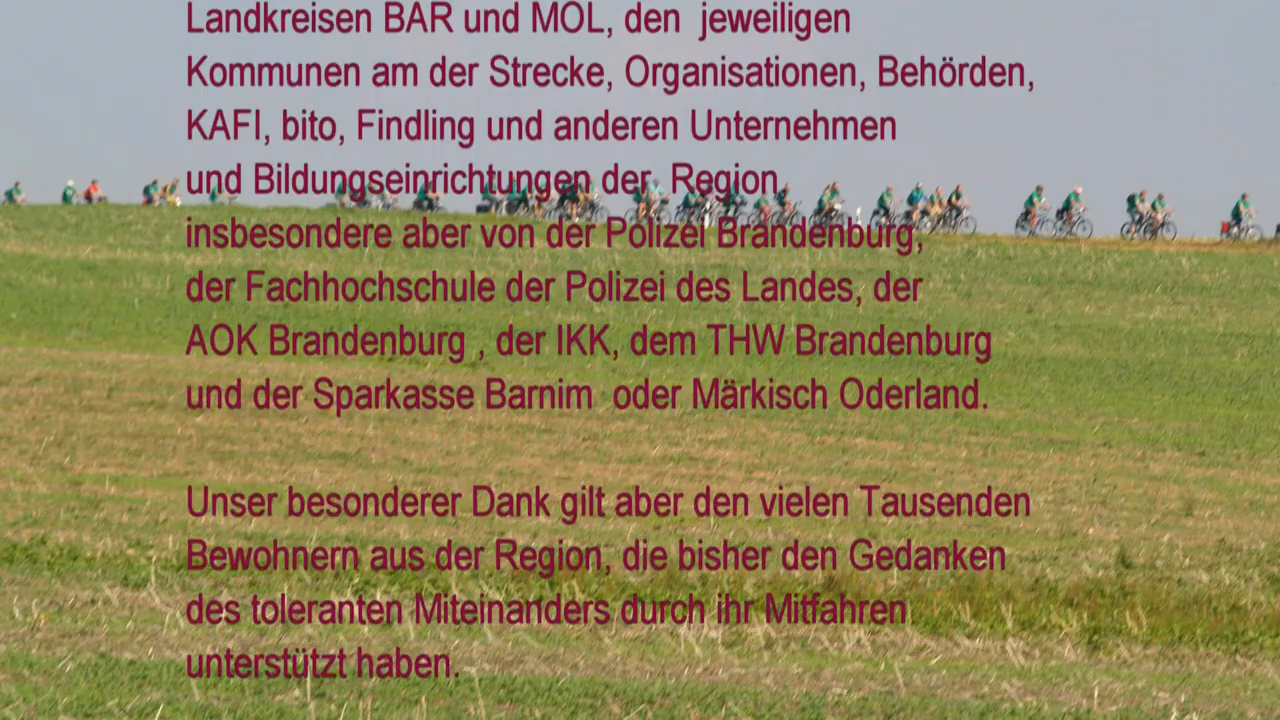 Landkreisen BAR und MOL, den  jeweiligen
Kommunen am der Strecke, Organisationen, Behörden,
KAFI, bito, Findling und anderen Unternehmen
und Bildungseinrichtungen der  Region,
insbesondere aber von der Polizei Brandenburg,
der Fachhochschule der Polizei des Landes, der
AOK Brandenburg , der IKK, dem THW Brandenburg
und der Sparkasse Barnim  oder Märkisch Oderland.
Unser besonderer Dank gilt aber den vielen Tausenden
Bewohnern aus der Region, die bisher den Gedanken
des toleranten Miteinanders durch ihr Mitfahren
unterstützt haben.